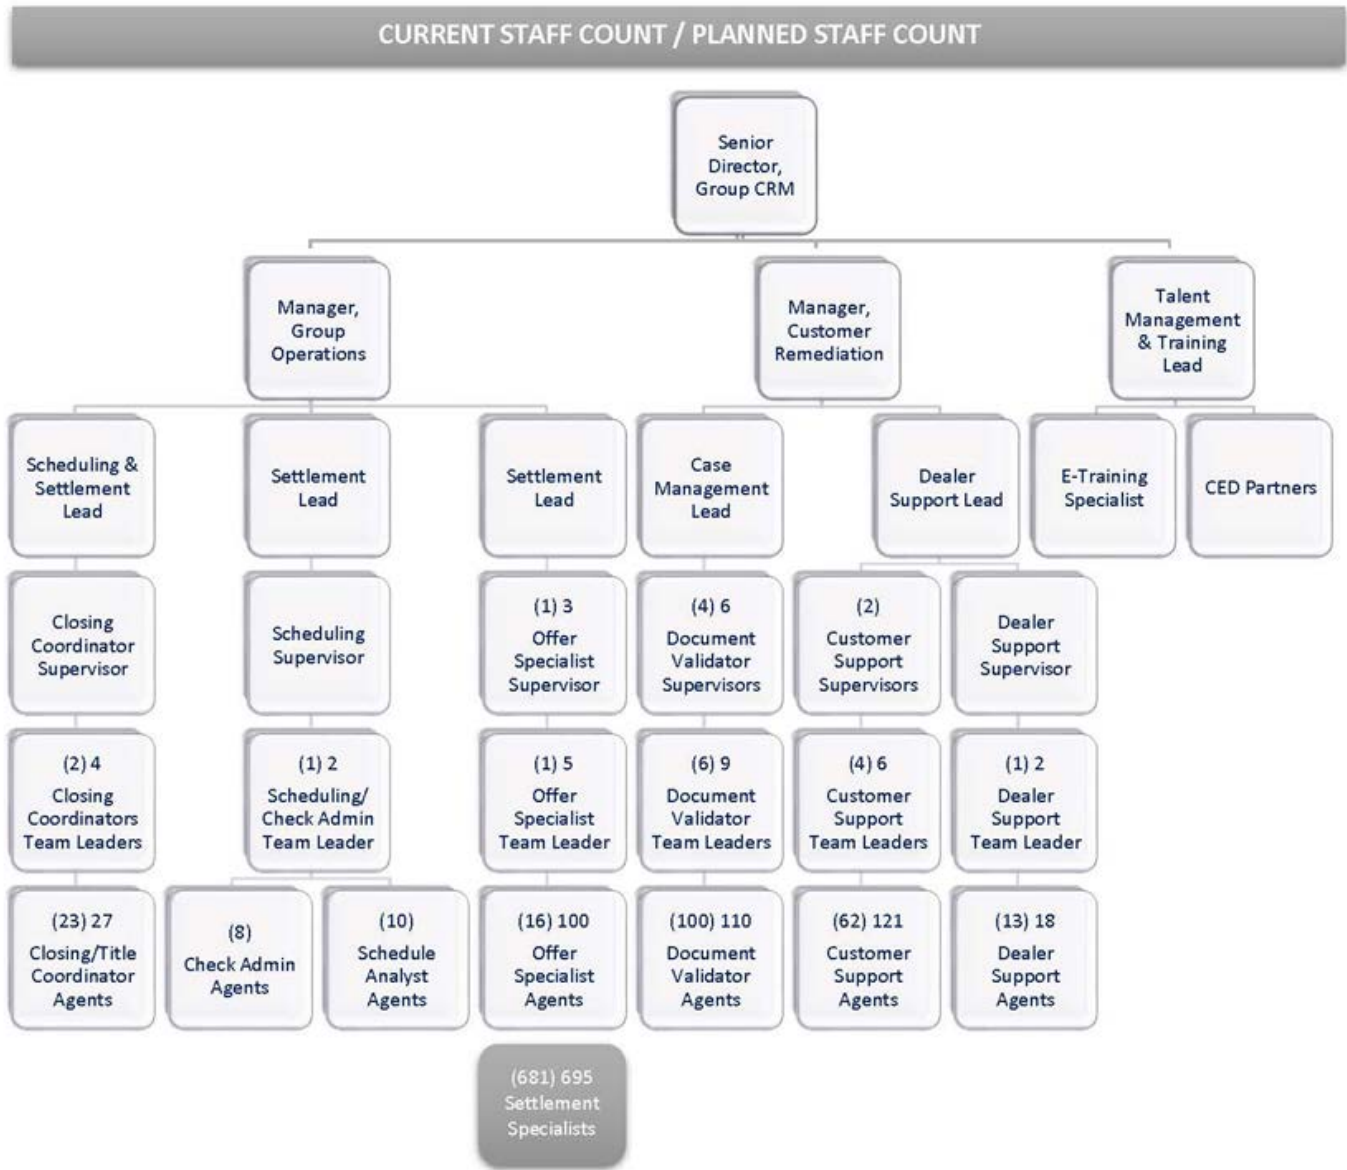 CURRENT STAFF COUNT / PLANNED STAFF COUNT
Senior
Director,
Group CRM
Manager,
Group
Operations
Manager,
Customer
Remediation
Talent
Management
& Training
Lead
Scheduling &
Settlement
Lead
Settlement
Lead
Settlement
Lead
Case
Management
Lead
Dealer
Support Lead
E-Training
Specialist
CED Partners
Closing
Coordinator
Supervisor
Scheduling
Supervisor
(1) 3
Offer
Specialist
Supervisor
(4) 6
Document
Validator
Supervisors
(2)
Customer
Support
Supervisors
Dealer
Support
Supervisor
(2) 4
Closing
Coordinators
Team Leaders
(1) 2
Scheduling/
Check Admin
Team Leader
(1) 5
Offer
Specialist
Team Leader
(6) 9
Document
Validator
Team Leaders
(4) 6
Customer
Support
Team Leaders
(1) 2
Dealer
Support
Team Leader
(23) 27
Closing/Title
Coordinator
Agents
(8)
Check Admin
Agents
(10)
Schedule
Analyst
Agents
(16) 100
Offer
Specialist
Agents
(100) 110
Document
Validator
Agents
(62) 121
Customer
Support
Agents
(13) 18
Dealer
Support
Agents
(681) 695
Settlement
Specialists